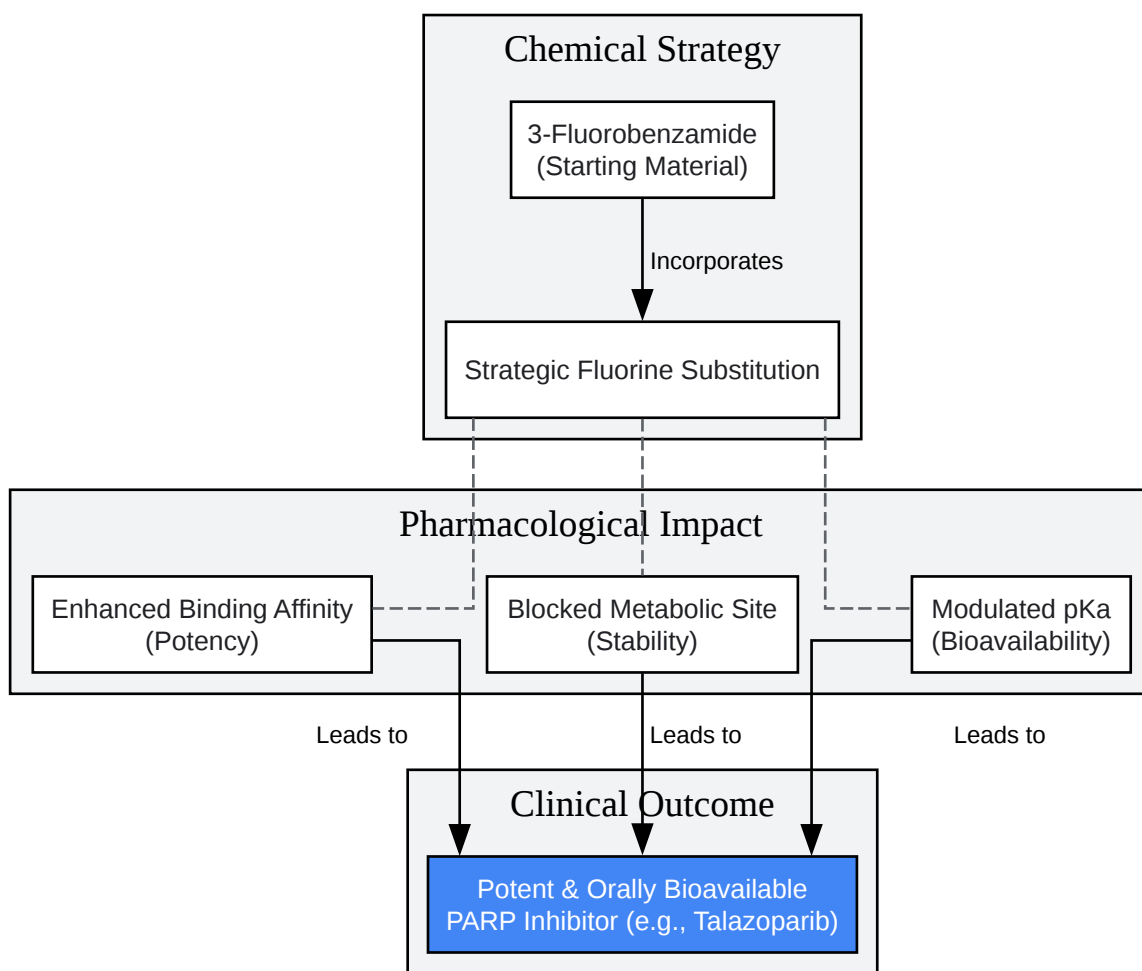 Chemical Strategy
3-Fluorobenzamide
(Starting Material)
Incorporates
Strategic Fluorine Substitution
Pharmacological Impact
Enhanced Binding Affinity
(Potency)
Blocked Metabolic Site
(Stability)
Modulated pKa
(Bioavailability)
Leads to
Leads to
Leads to
Clinical Outcome
Potent & Orally Bioavailable
PARP Inhibitor (e.g., Talazoparib)